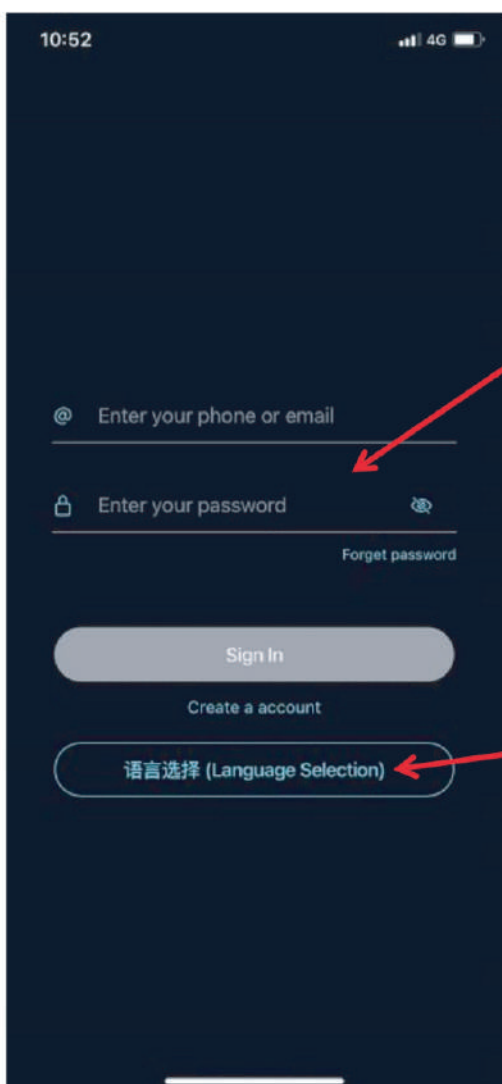 10:52
4G
@ Enter your phone or email
Enter your password
Forget password
Sign In
Create a account
语言选择 (Language Selection)